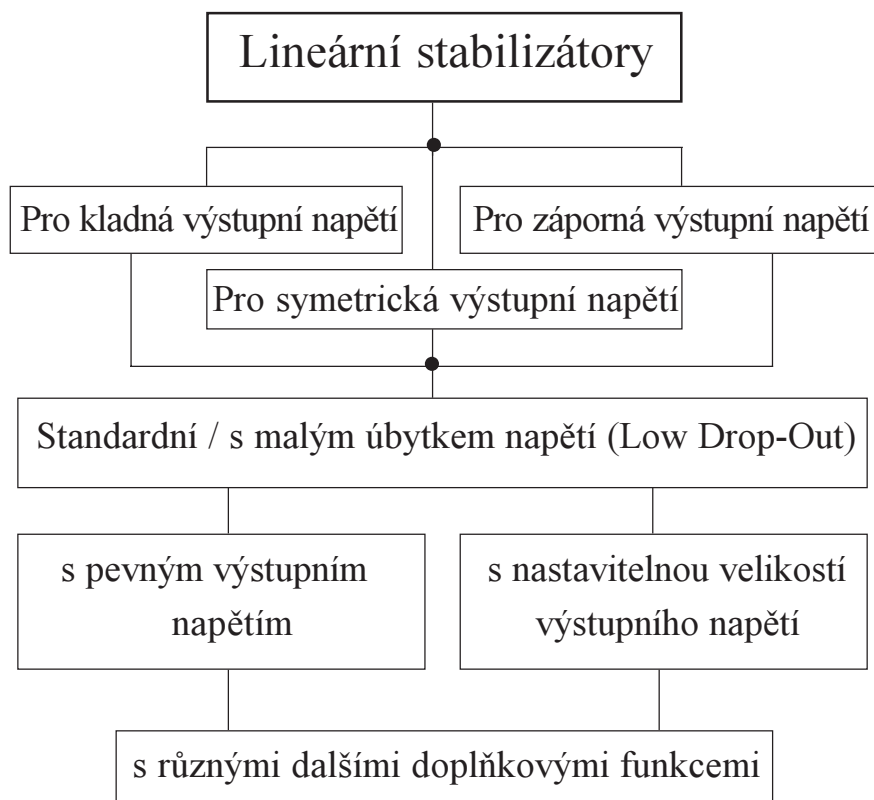 Lineární stabilizátory
Pro kladná výstupní napětí
Pro záporná výstupní napětí
Pro symetrická výstupní napětí
Standardní / s malým úbytkem napětí (Low Drop-Out)
s pevným výstupním
napětím
s nastavitelnou velikostí
výstupního napětí
s různými dalšími doplňkovými funkcemi